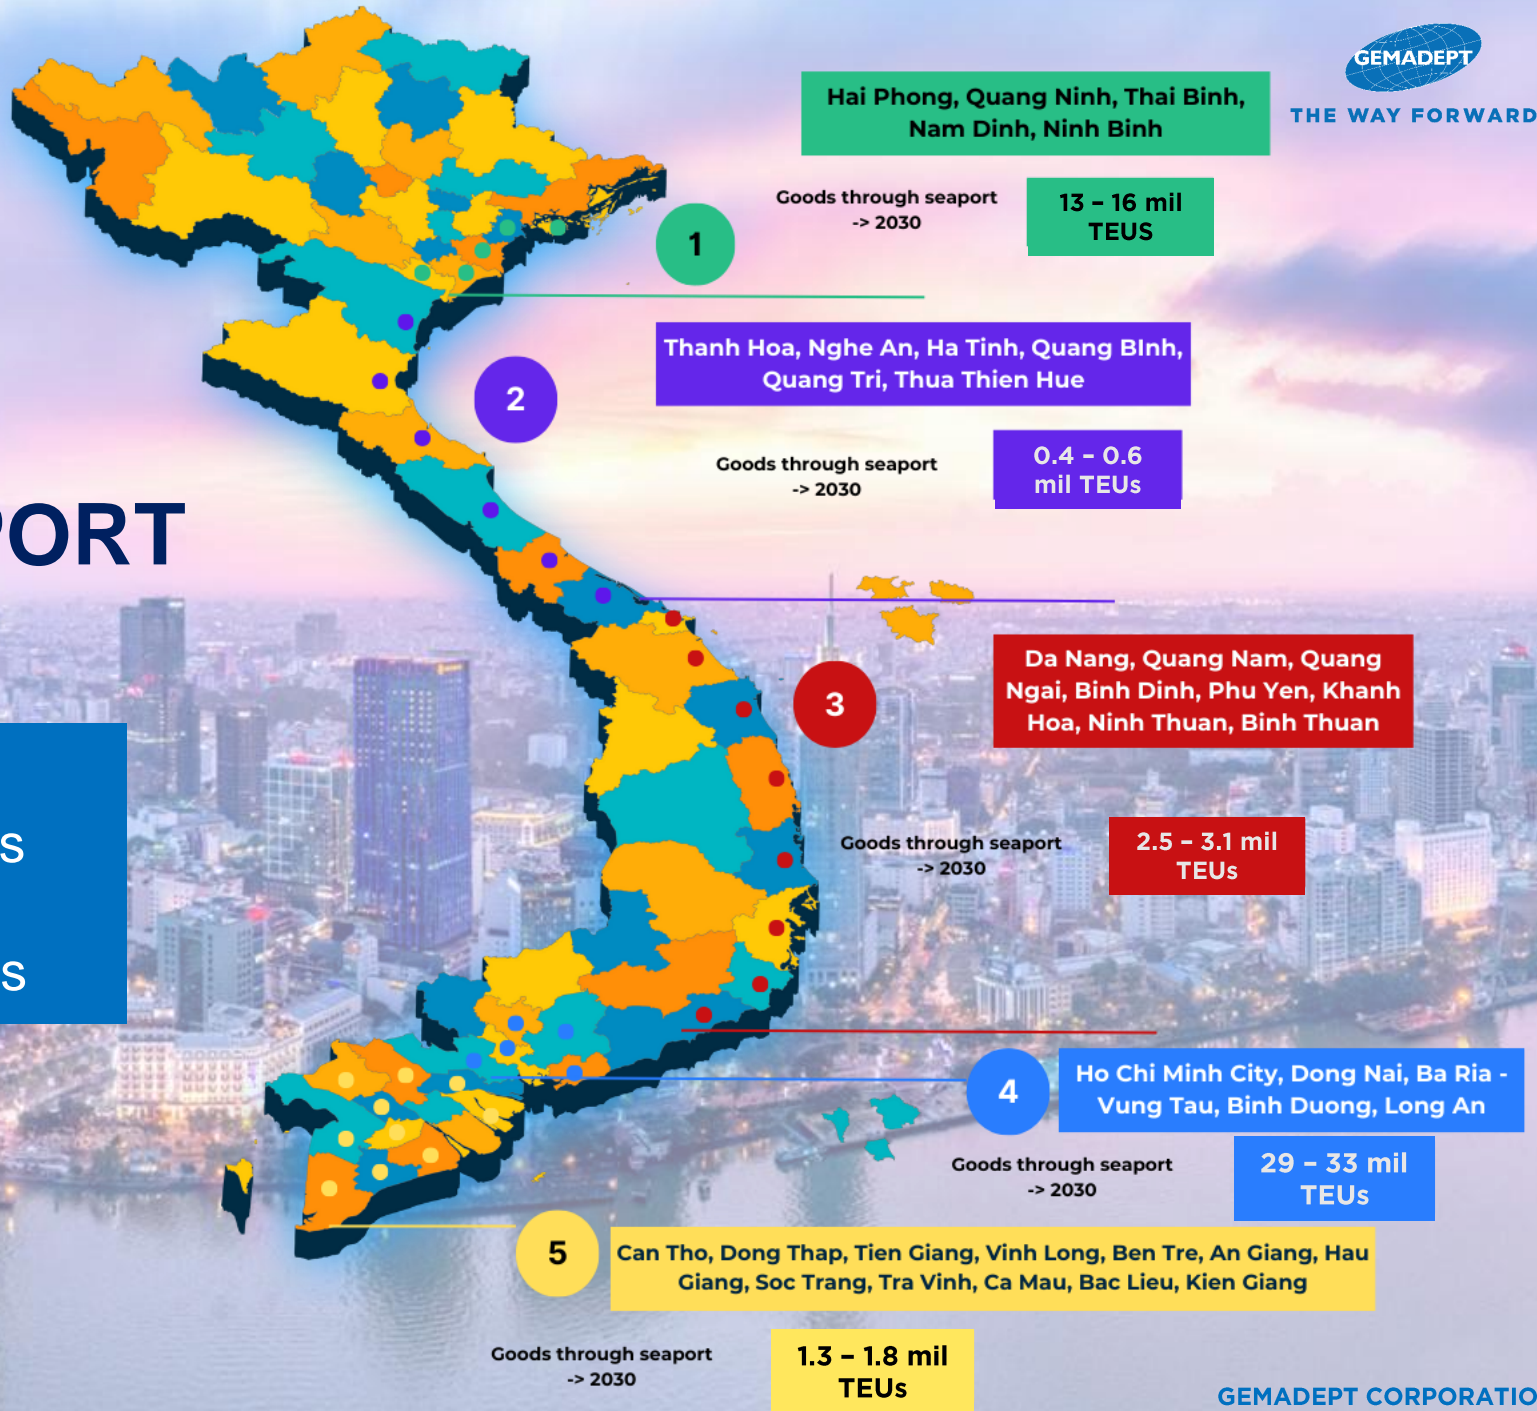 GEMADEPT
THE WAY FORWARD
Hai Phong, Quang Ninh, Thai Binh,
Nam Dinh, Ninh Binh
Goods through seaport
-> 2030
13 – 16 mil
TEUS
1
Thanh Hoa, Nghe An, Ha Tinh, Quang BInh,
Quang Tri, Thua Thien Hue
2
Goods through seaport
-> 2030
0.4 – 0.6
mil TEUs
PORT
Da Nang, Quang Nam, Quang
Ngai, Binh Dinh, Phu Yen, Khanh
Hoa, Ninh Thuan, Binh Thuan
3
Goods through seaport
-> 2030
2.5 – 3.1 mil
TEUs
s
s
4
Ho Chi Minh City, Dong Nai, Ba Ria -
Vung Tau, Binh Duong, Long An
Goods through seaport
-> 2030
29 – 33 mil
TEUs
5
Can Tho, Dong Thap, Tien Giang, Vinh Long, Ben Tre, An Giang, Hau
Giang, Soc Trang, Tra Vinh, Ca Mau, Bac Lieu, Kien Giang
Goods through seaport
-> 2030
1.3 – 1.8 mil
TEUs
GEMADEPT CORPORATIO